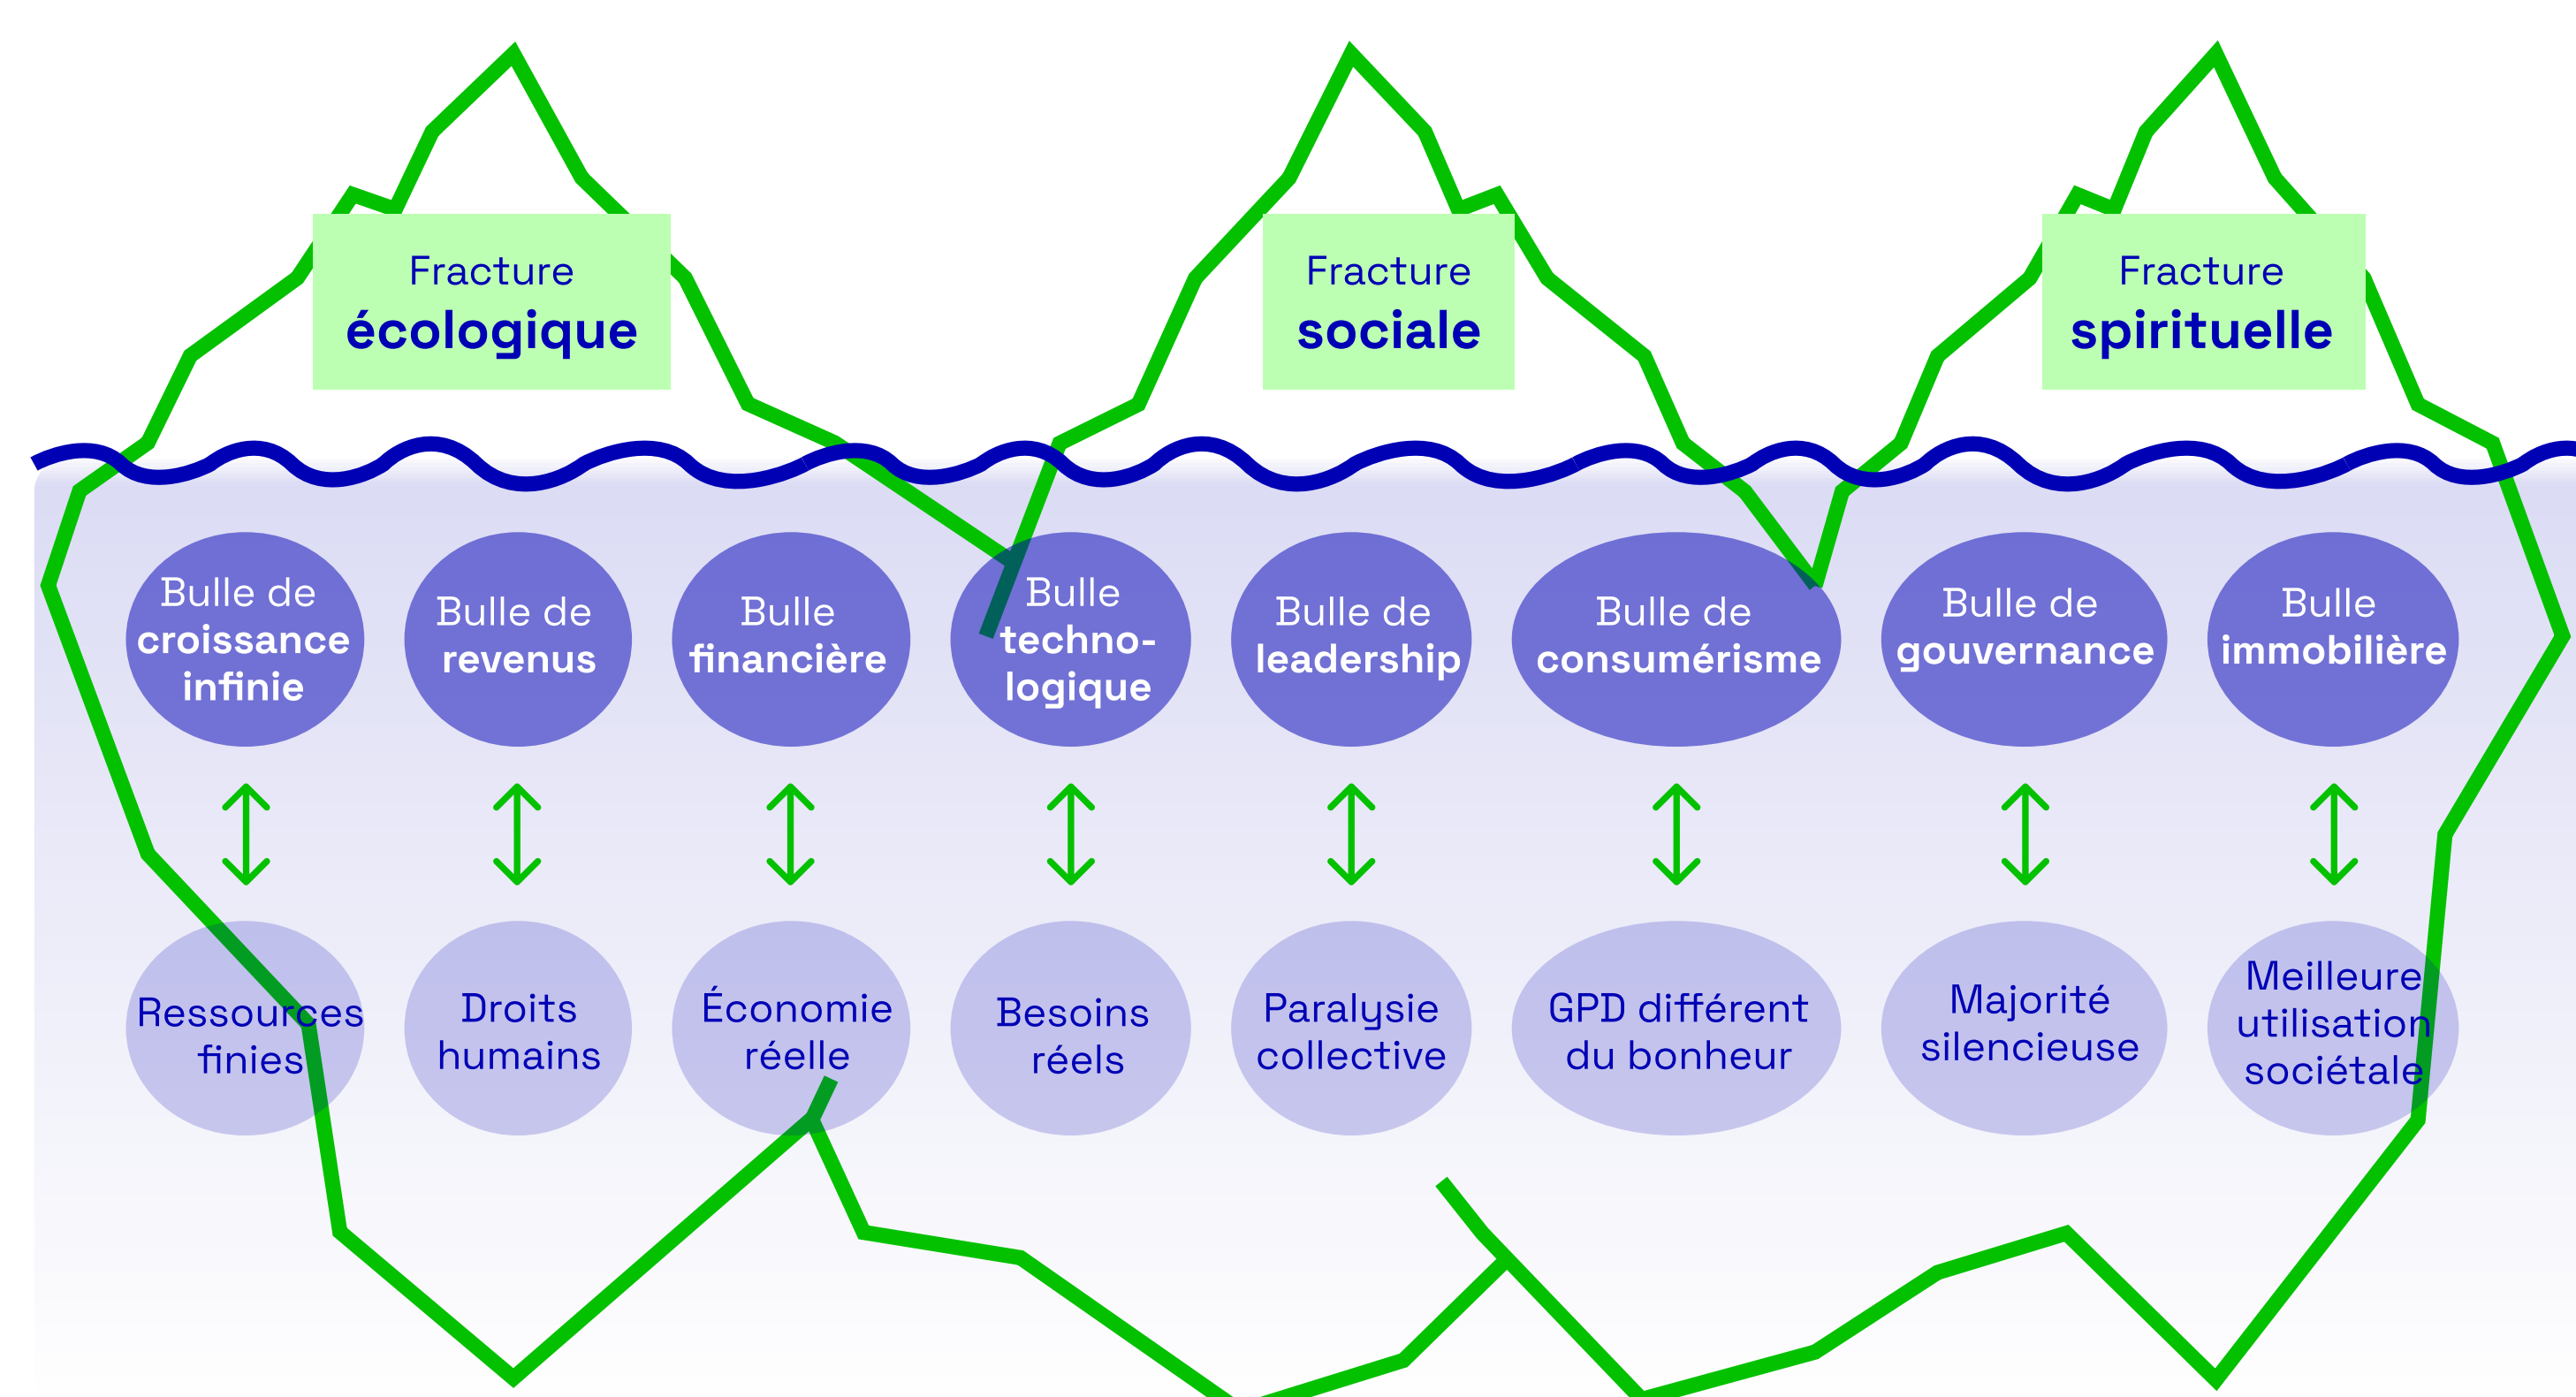 Fracture
écologique
Fracture
sociale
Fracture
spirituelle
Bulle de
croissance
infinie
Bulle de
revenus
Bulle
financière
Bulle
techno-
logique
Bulle de
leadership
Bulle de
consumérisme
Bulle de
gouvernance
Bulle
immobilière
Ressources
finies
Droits
humains
Économie
réelle
Besoins
réels
Paralysie
collective
GPD différent
du bonheur
Majorité
silencieuse
Meilleure
utilisation
sociétale